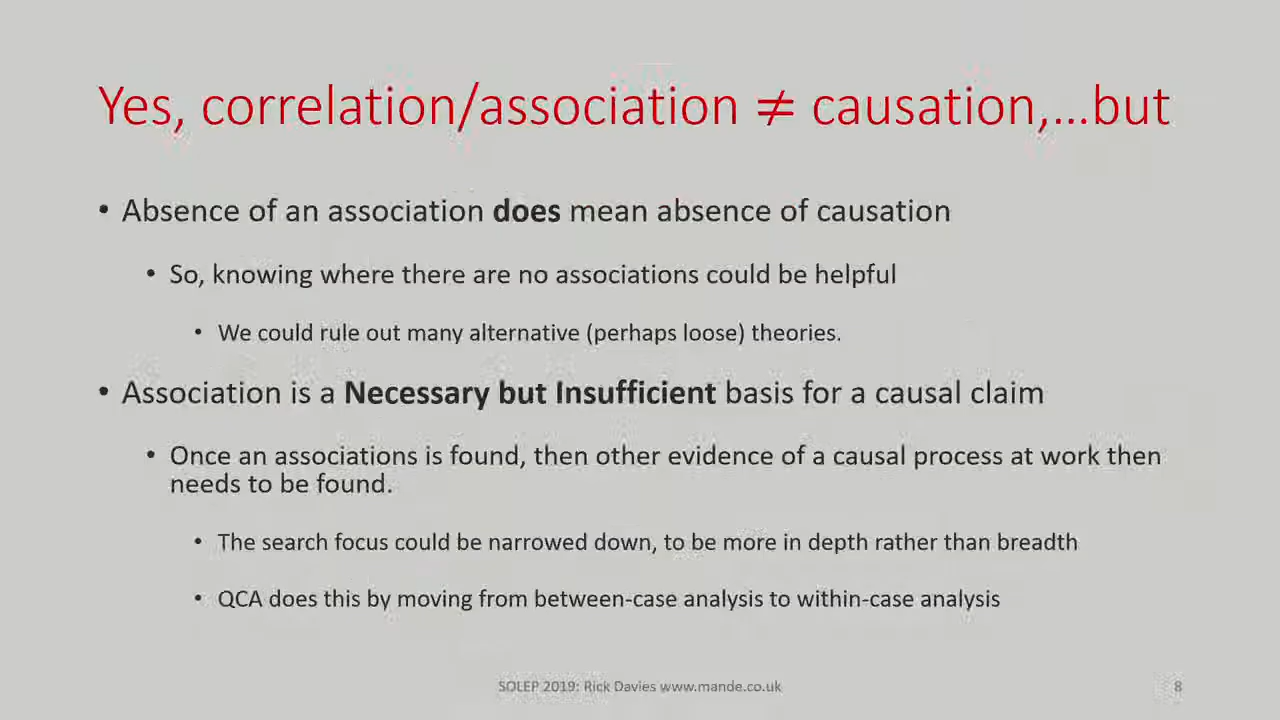 Yes, correlation/association ≠ causation,...but
• Absence of an association does mean absence of causation
• So, knowing where there are no associations could be helpful
• We could rule out many alternative (perhaps loose) theories.
• Association is a Necessary but Insufficient basis for a causal claim
• Once an associations is found, then other evidence of a causal process at work then
needs to be found.
• The search focus could be narrowed down, to be more in depth rather than breadth
• QCA does this by moving from between-case analysis to within-case analysis
SOLEP 2019: Rick Davies www.mande.co.uk
8